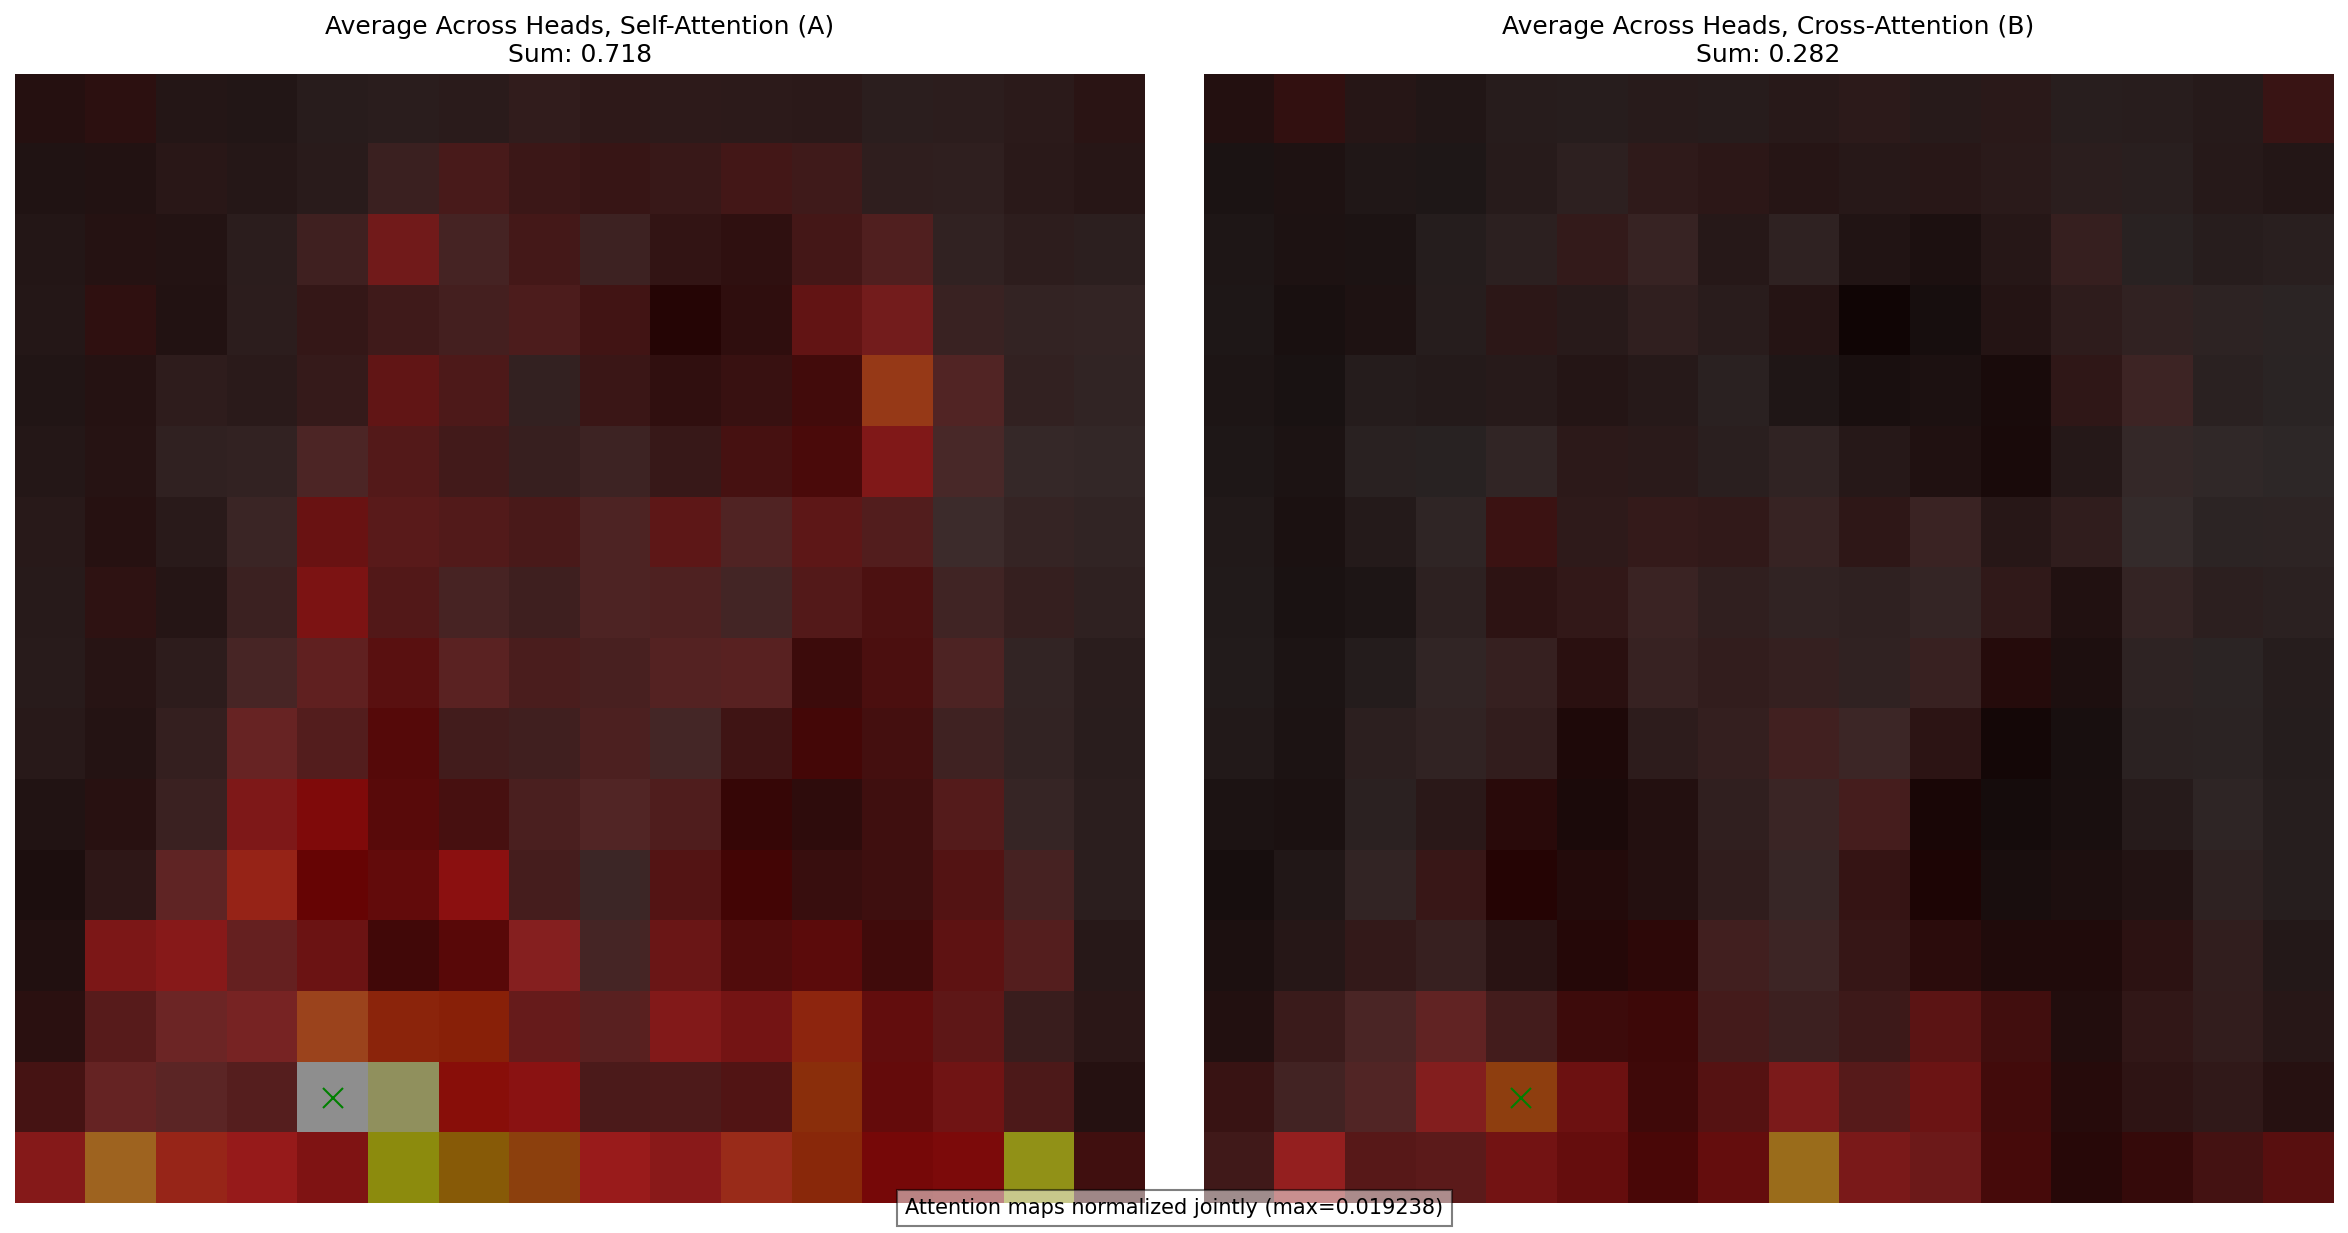 Average Across Heads, Self-Attention (A)
Sum: 0.718
Average Across Heads, Cross-Attention (B)
Sum: 0.282
Attention maps normalized jointly (max=0.019238)